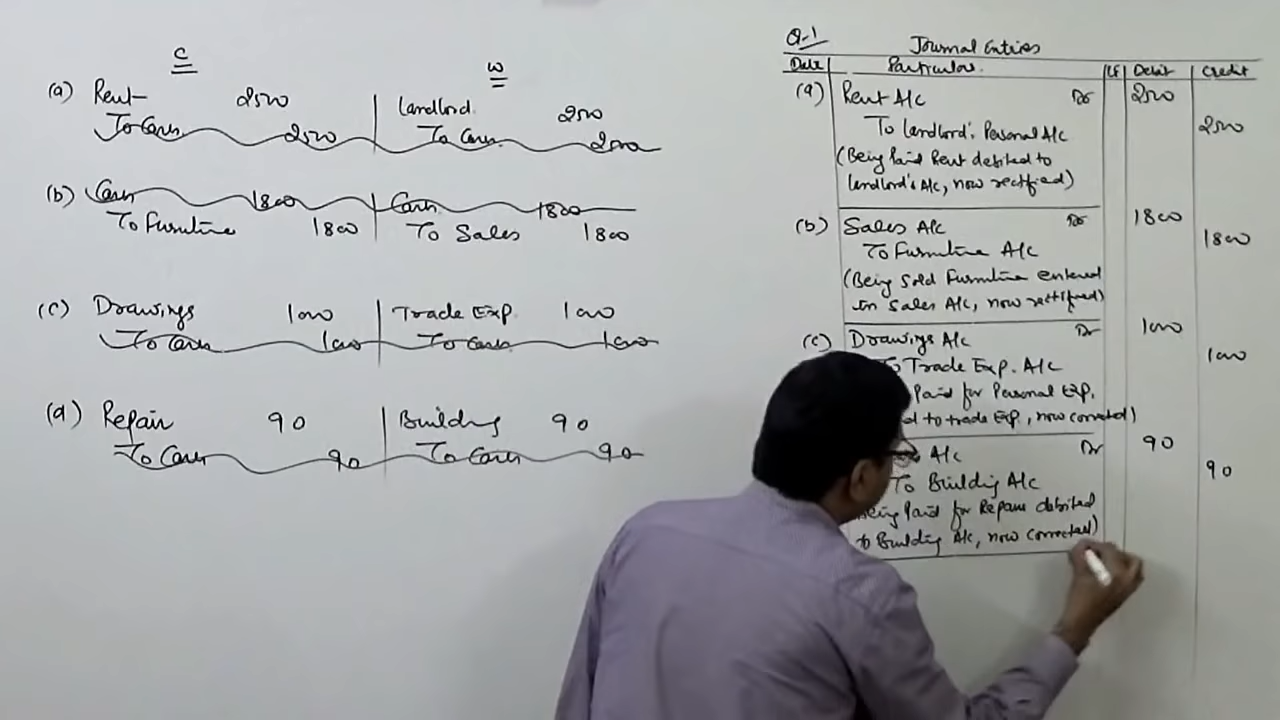 C
W
(a) Rent 2500 Landlord 2500
To Cash 2500 To Cash 2500
(b) Cash 1800 Cash 1800
To Furniture 1800 To Sales 1800
(c) Drawings 1000 Trade Exp. 1000
To Cash 1000 To Cash 1000
(d) Repair 90 Building 90
To Cash 90 To Cash 90
Q-1 Journal Entries
Date Particular LF Debit Credit
(a) Rent A/c Dr 2500
To landlord's Personal A/c 2500
(Being Paid Rent debited to
landlord's A/c, now rectified)
(b) Sales A/c Dr 1800
To Furniture A/c 1800
(Being Sold Furniture entered
in Sales A/c, now rectified)
(c) Drawings A/c Dr 1000
To Trade Exp. A/c 1000
Paid for Personal Exp,
to trade Exp, now corrected)
A/c Dr 90
To Building A/c 90
Being Paid for Repair debited
to Building A/c, now corrected)